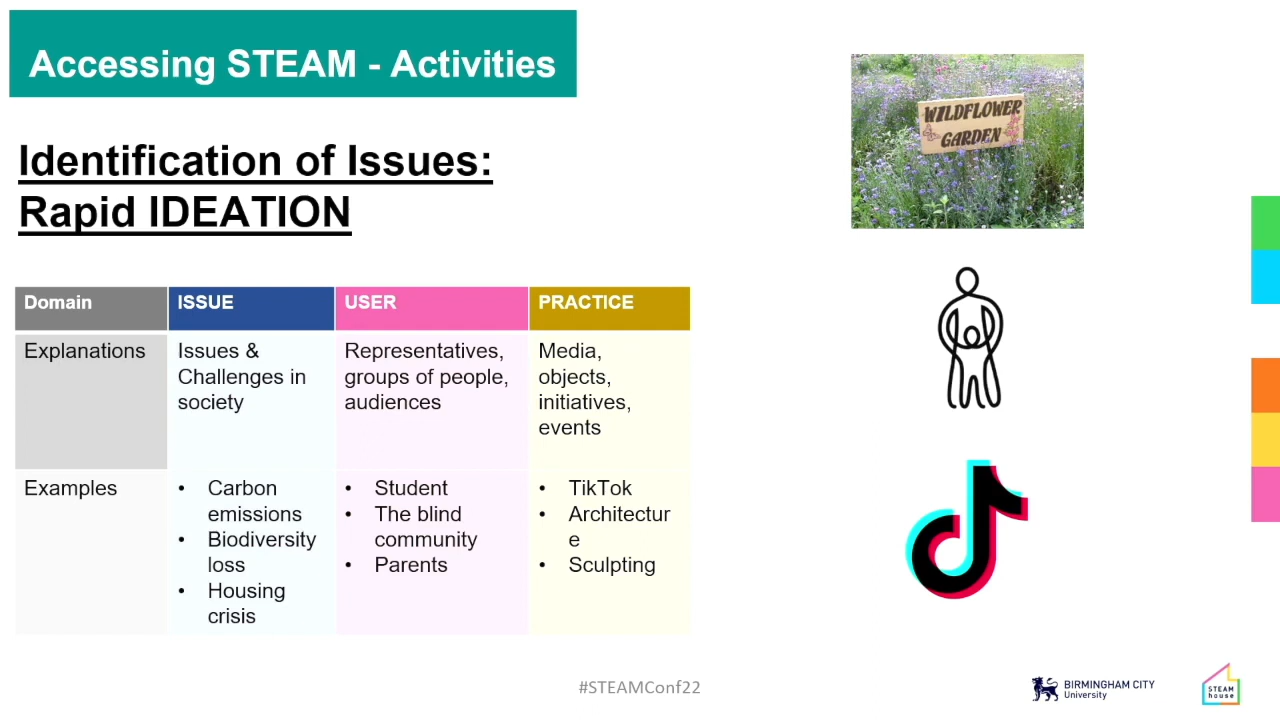 Accessing STEAM - Activities
WILDFLOWER
GARDEN
Identification of Issues:
Rapid IDEATION
Domain
ISSUE
USER
PRACTICE
Explanations
Issues &
Challenges in
society
Representatives,
groups of people,
audiences
Media,
objects,
initiatives,
events
Examples
• Carbon
emissions
• Biodiversity
loss
• Housing
crisis
• Student
• The blind
community
• Parents
• TikTok
• Architectur
e
• Sculpting
#STEAMConf22
BIRMINGHAM CITY
University
STEAM
house